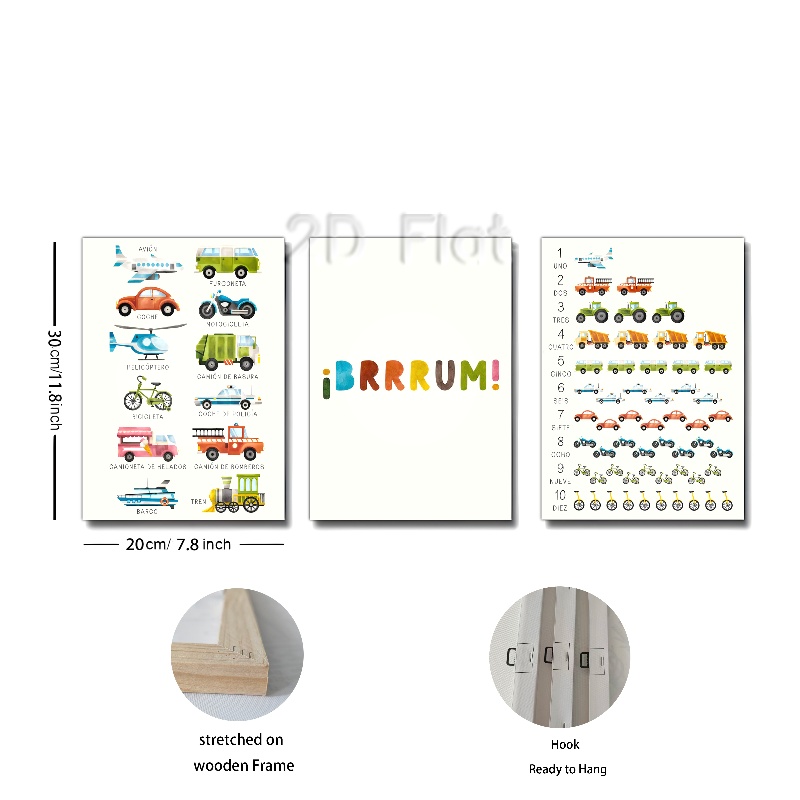 2D Flat
AVIÓN
FURGONETA
COCHE
MOTOCICLETA
HELICÓPTERO
CAMIÓN DE BASURA
BICICLETA
COCHE DE POLICÍA
CAMIONETA DE HELADOS
CAMIÓN DE BOMBEROS
BARCO
TREN
¡BRRRUM!
1
UNO
2
DOS
3
TRES
4
CUATRO
5
CINCO
6
SEIS
7
SIETE
8
OCHO
9
NUEVE
10
DIEZ
30cm/11.8inch
20cm/ 7.8 inch
stretched on
wooden Frame
Hook
Ready to Hang